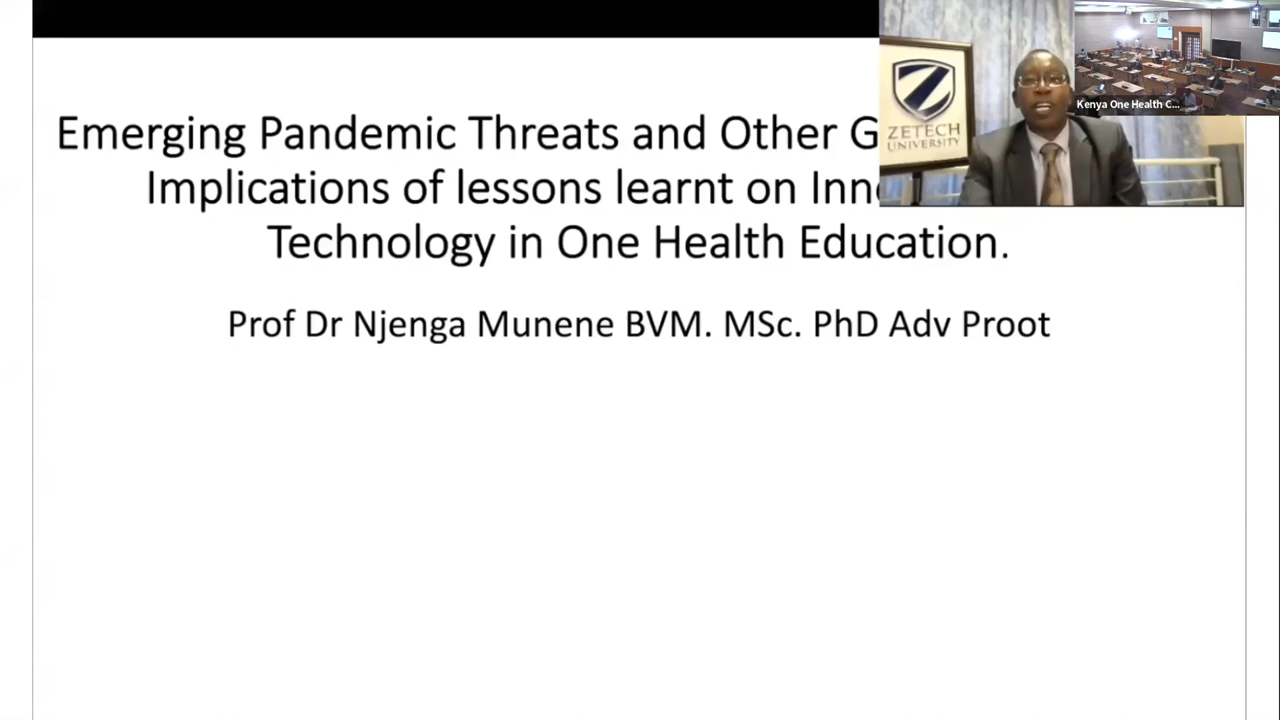 Emerging Pandemic Threats and Other G
Implications of lessons learnt on Inn
Technology in One Health Education.
Prof Dr Njenga Munene BVM. MSc. PhD Adv Proot
Z
ZETECH
UNIVERSITY
Kenya One Health C...